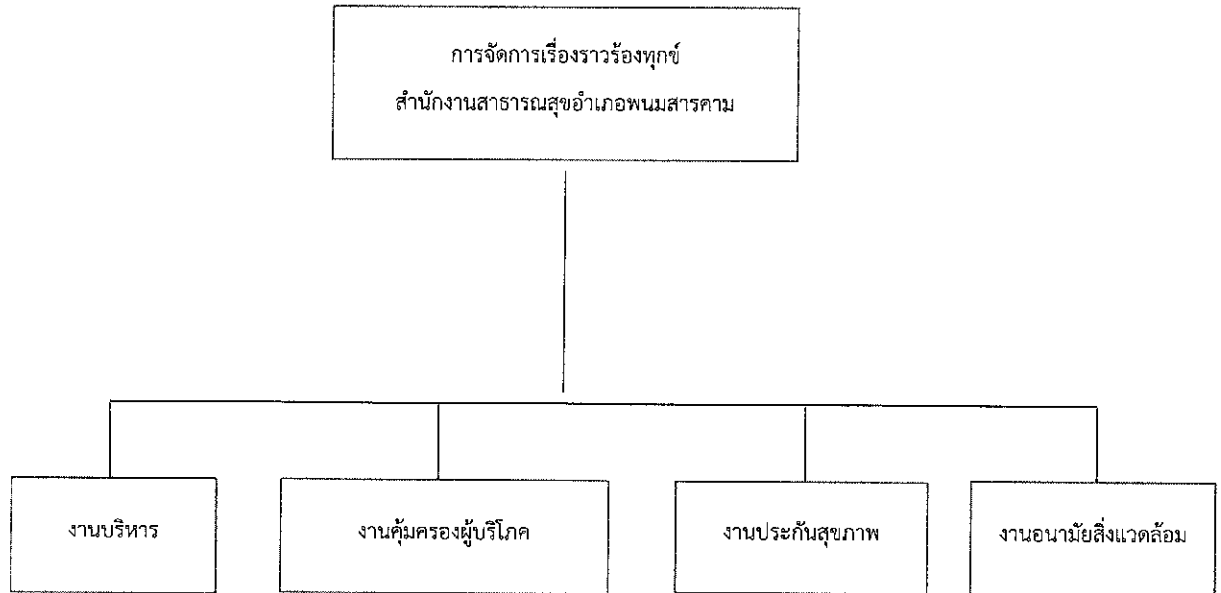 การจัดการเรื่องราวร้องทุกข์
สำนักงานสาธารณสุขอำเภอพนมสารคาม
งานบริหาร
งานคุ้มครองผู้บริโภค
งานประกันสุขภาพ
งานอนามัยสิ่งแวดล้อม